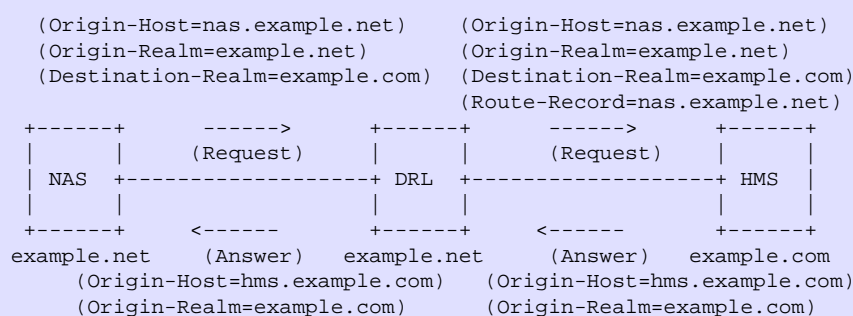 (Origin-Host=nas.example.net)    (Origin-Host=nas.example.net)
(Origin-Realm=example.net)       (Origin-Realm=example.net)
(Destination-Realm=example.com)  (Destination-Realm=example.com)
                                 (Route-Record=nas.example.net)
+------+      ------>      +------+      ------>      +------+
|      |     (Request)     |      |     (Request)     |      |
| NAS  +-------------------+ DRL  +-------------------+ HMS  |
|      |                   |      |                   |      |
+------+     <------       +------+     <------       +------+
example.net    (Answer)   example.net     (Answer)   example.com
(Origin-Host=hms.example.com)   (Origin-Host=hms.example.com)
(Origin-Realm=example.com)      (Origin-Realm=example.com)